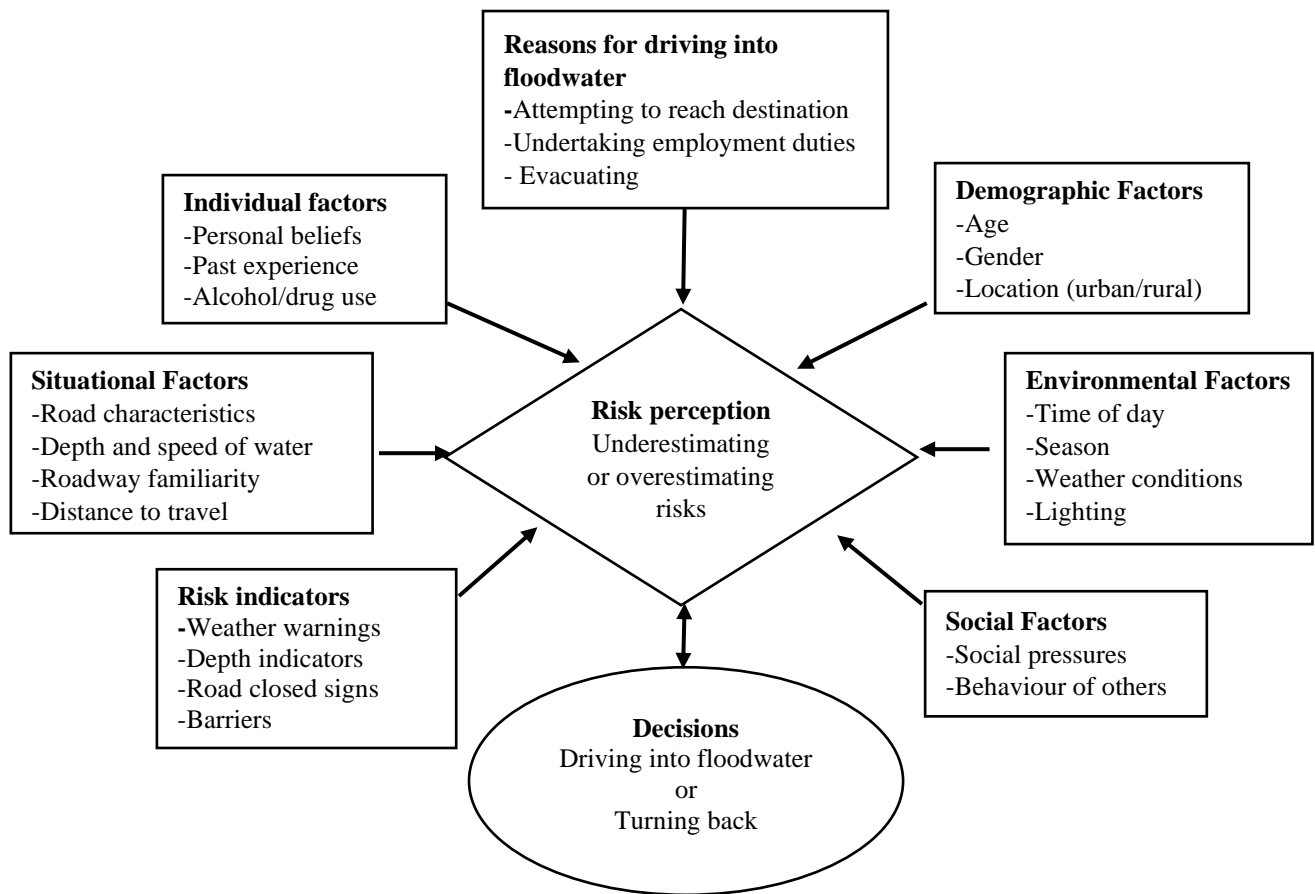 Reasons for driving into
floodwater
-Attempting to reach destination
-Undertaking employment duties
- Evacuating
Individual factors
-Personal beliefs
-Past experience
-Alcohol/drug use
Demographic Factors
-Age
-Gender
-Location (urban/rural)
Situational Factors
-Road characteristics
-Depth and speed of water
-Roadway familiarity
-Distance to travel
Risk perception
Underestimating
or overestimating
risks
Environmental Factors
-Time of day
-Season
-Weather conditions
-Lighting
Risk indicators
-Weather warnings
-Depth indicators
-Road closed signs
-Barriers
Social Factors
-Social pressures
-Behaviour of others
Decisions
Driving into floodwater
or
Turning back